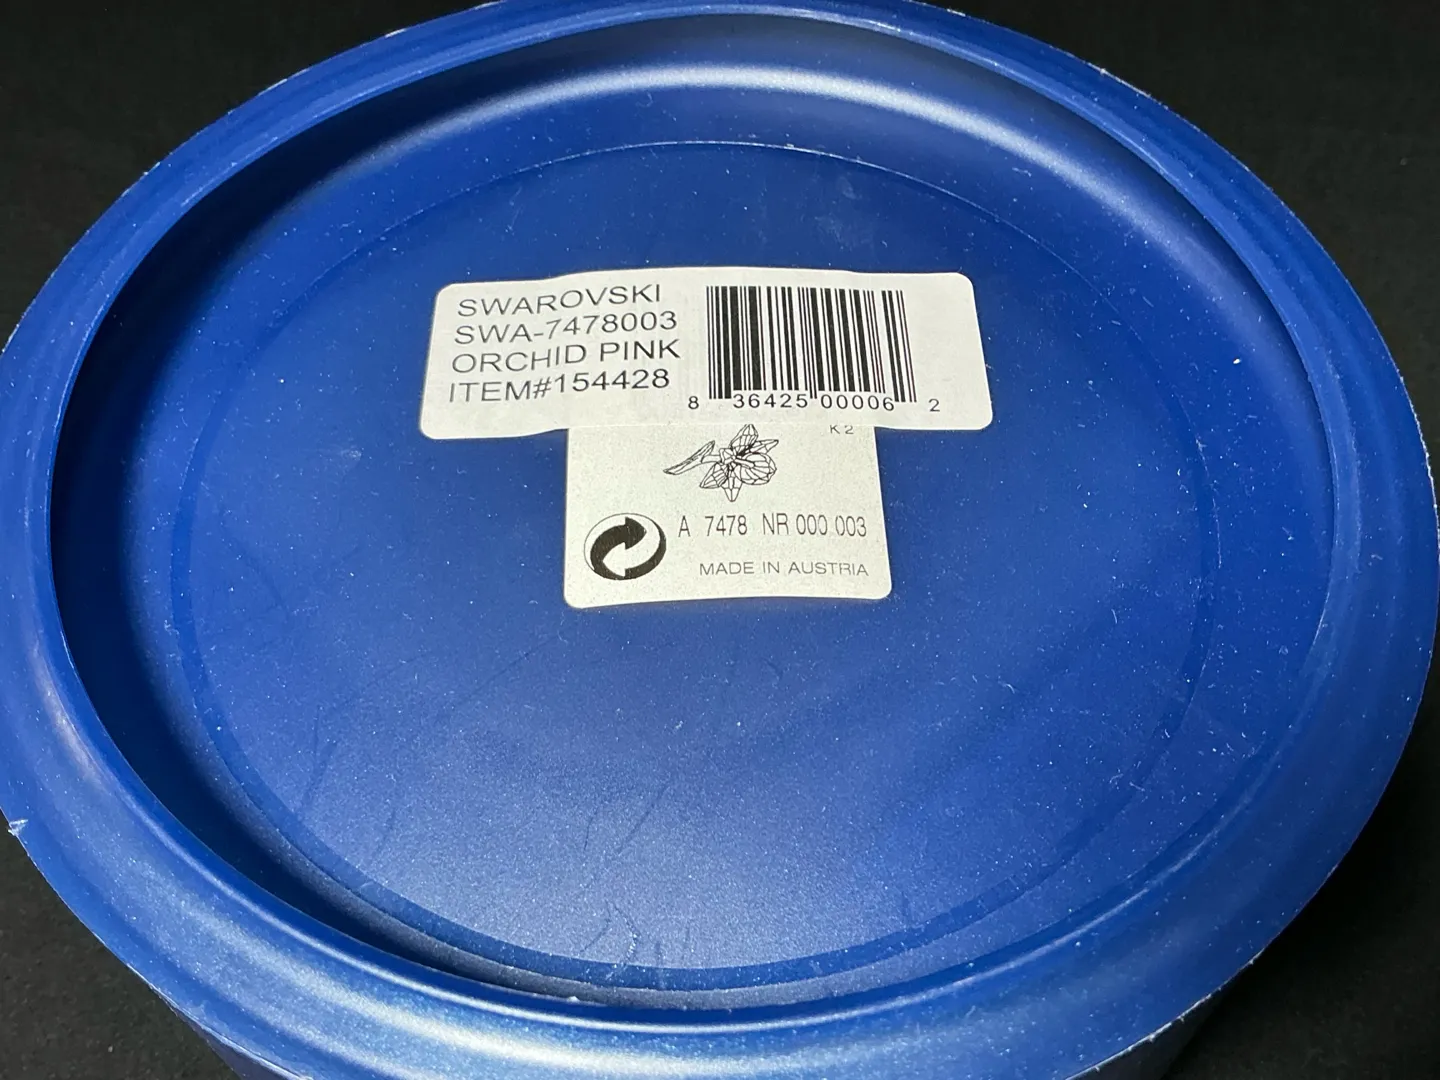 SWAROVSKI
SWA-7478003
ORCHID PINK
ITEM#154428
8 36425 00006 2
K2
A 7478 NR 000 003
MADE IN AUSTRIA